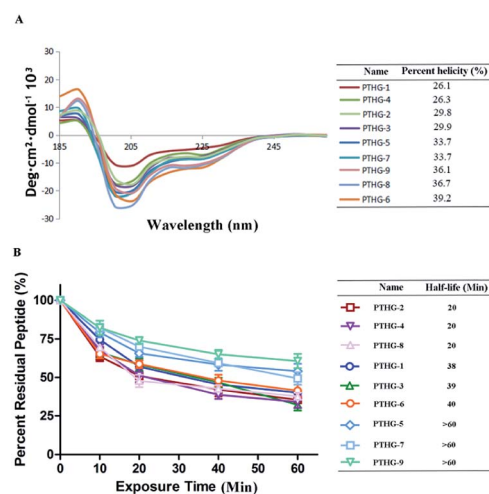 A
Deg·cm²·dmol⁻¹ 10³
30
20
10
0
-10
-20
-30
185
205
225
245
Wavelength (nm)
Name Percent helicity (%)
PTHG-1 26.1
PTHG-4 26.3
PTHG-2 29.8
PTHG-3 29.9
PTHG-5 33.7
PTHG-7 33.7
PTHG-9 36.1
PTHG-8 36.7
PTHG-6 39.2
B
Percent Residual Peptide (%)
100
75
50
25
0
0 10 20 30 40 50 60
Exposure Time (Min)
Name Half-life (Min)
PTHG-2 20
PTHG-4 20
PTHG-8 20
PTHG-1 38
PTHG-3 39
PTHG-6 40
PTHG-5 >60
PTHG-7 >60
PTHG-9 >60